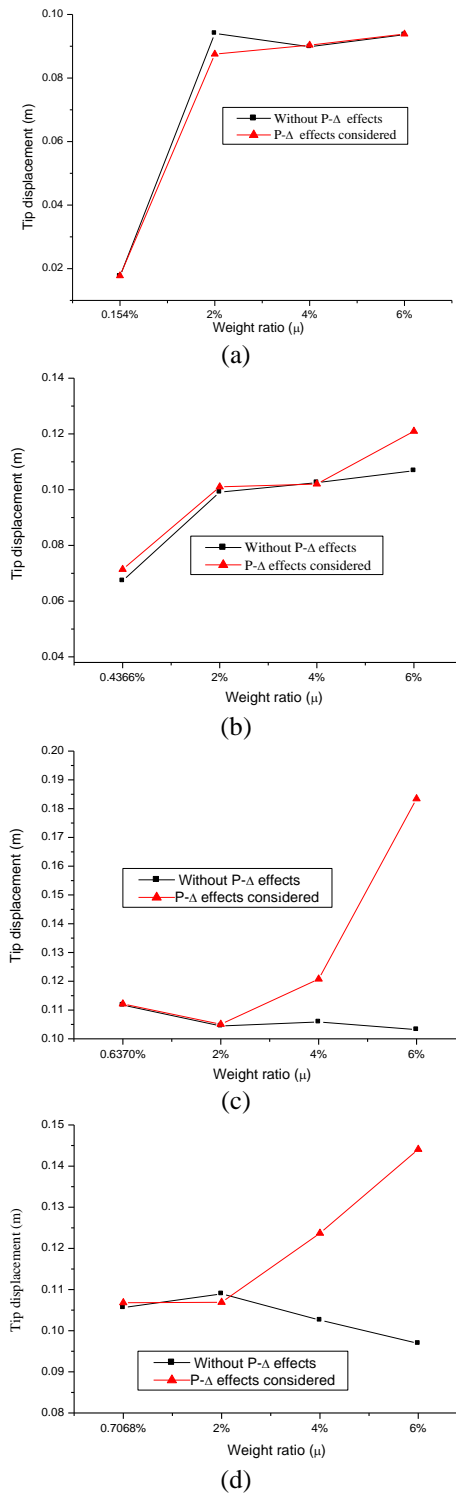 0.10
0.08
0.06
0.04
0.02
Tip displacement (m)
Without P-Δ effects
P-Δ effects considered
0.154% 2% 4% 6%
Weight ratio (μ)
(a)
0.14
0.12
0.10
0.08
0.06
0.04
Tip displacement (m)
Without P-Δ effects
P-Δ effects considered
0.4366% 2% 4% 6%
Weight ratio (μ)
(b)
0.20
0.19
0.18
0.17
0.16
0.15
0.14
0.13
0.12
0.11
0.10
Tip displacement (m)
Without P-Δ effects
P-Δ effects considered
0.6370% 2% 4% 6%
Weight ratio (μ)
(c)
0.15
0.14
0.13
0.12
0.11
0.10
0.09
0.08
Tip displacement (m)
Without P-Δ effects
P-Δ effects considered
0.7068% 2% 4% 6%
Weight ratio (μ)
(d)